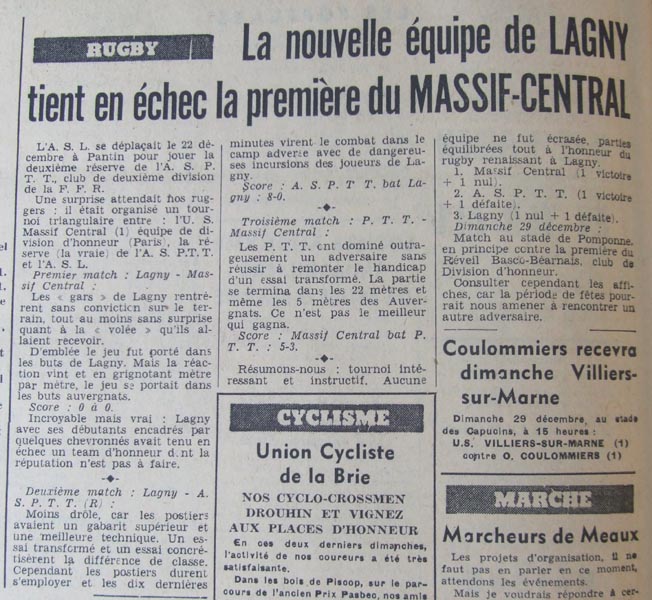 RUGBY
La nouvelle équipe de LAGNY
tient en échec la première du MASSIF-CENTRAL
L'A. S. L. se déplaçait le 22 dé-
cembre à Pantin pour jouer la
deuxième réserve de l'A. S. P.
T. T., club de deuxième division
de la F. F. R.
Une surprise attendait nos rug-
gers : il était organisé un tour-
noi triangulaire entre : l'U. S.
Massif Central (1) équipe de di-
vision d'honneur (Paris), la ré-
serve (la vraie) de l'A. S. P.T.T.
et l'A. S. L.
Premier match : Lagny - Mas-
sif Central :
Les « gars » de Lagny rentrè-
rent sans conviction sur le ter-
rain, tout au moins sans surprise
quant à la « volée » qu'ils al-
laient recevoir.
D'emblée le jeu fut porté dans
les buts de Lagny. Mais la réac-
tion vint et en grignotant mètre
par mètre, le jeu se portait dans
les buts auvergnats.
Score : 0 à 0.
Incroyable mais vrai : Lagny
avec ses débutants encadrés par
quelques chevronnés avait tenu en
échec un team d'honneur dont la
réputation n'est pas à faire.
Deuxième match : Lagny - A.
S. P. T. T. (R) :
Moins drôle, car les postiers
avaient un gabarit supérieur et
une meilleure technique. Un es-
sai transformé et un essai concré-
tisèrent la différence de classe.
Cependant les postiers durent
s'employer et les dix dernières
minutes virent le combat dans le
camp adverse avec de dangereu-
ses incursions des joueurs de La-
gny.
Score : A. S. P. T T. bat La-
gny : 8-0.
Troisième match : P. T. T. -
Massif Central :
Les P. T. T. ont dominé outra-
geusement un adversaire sans
réussir à remonter le handicap
d'un essai transformé. La partie
se termina dans les 22 mètres et
même les 5 mètres des Auver-
gnats. Ce n'est pas le meilleur
qui gagna.
Score : Massif Central bat P.
T. T. : 5-3.
Résumons-nous : tournoi inté-
ressant et instructif. Aucune
équipe ne fut écrasée, parties
équilibrées tout à l'honneur du
rugby renaissant à Lagny.
1. Massif Central (1 victoire
+ 1 nul).
2. A. S. P. T. T. (1 victoire
+ 1 défaite).
3. Lagny (1 nul + 1 défaite).
Dimanche 29 décembre :
Match au stade de Pomponne,
en principe contre la première du
Réveil Basco-Béarnais, club de
Division d'honneur.
Consulter cependant les affi-
ches, car la période de fêtes pour-
rait nous amener à rencontrer un
autre adversaire.
Coulommiers recevra
dimanche Villiers-
sur-Marne
Dimanche 29 décembre, au stade
des Capucins, à 15 heures :
U.S. VILLIERS-SUR-MARNE (1)
contre O. COULOMMIERS (1)
CYCLISME
Union Cycliste
de la Brie
NOS CYCLO-CROSSMEN
DROUHIN ET VIGNEZ
AUX PLACES D'HONNEUR
En ces deux derniers dimanches,
l'activité de nos coureurs a été très
satisfaisante.
Dans les bois de Piscop, sur le par-
cours de l'ancien Prix Pasbec, nos amis
MARCHE
Marcheurs de Meaux
Les projets d'organisation, il ne
faut pas en parler en ce moment,
attendons les événements.
Mais je voudrais répondre à cer-